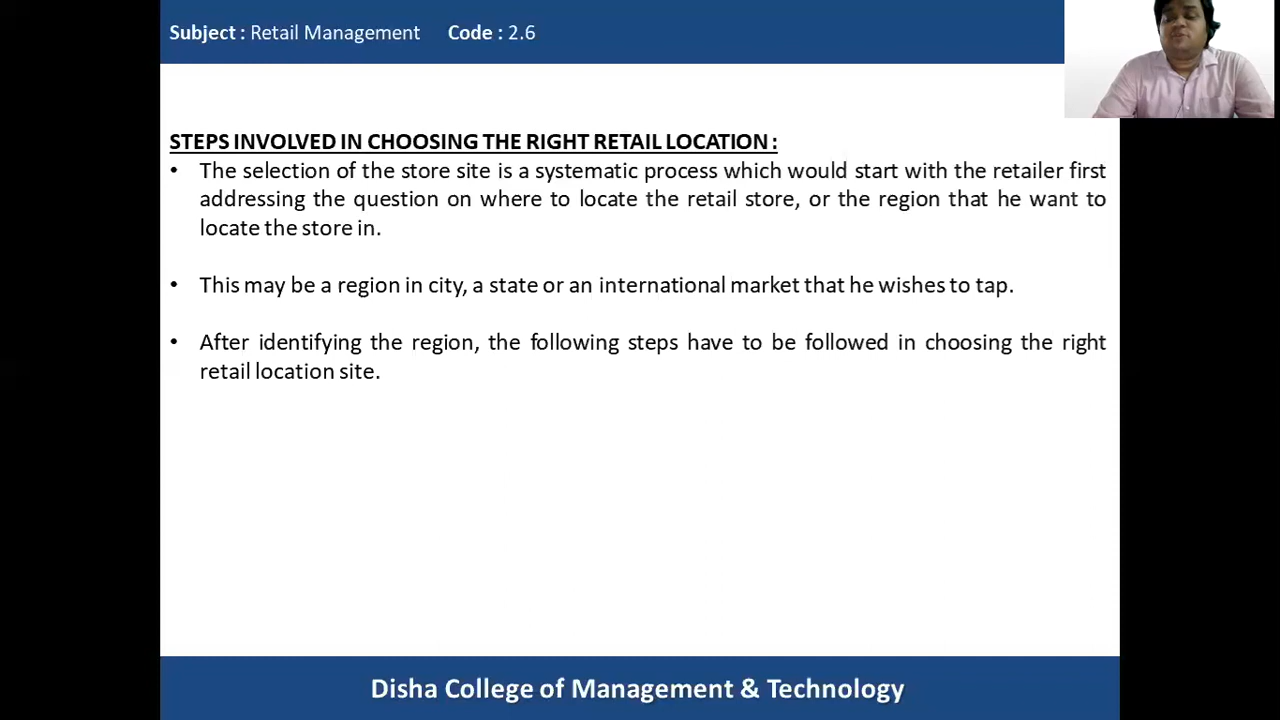 Subject : Retail Management Code : 2.6
STEPS INVOLVED IN CHOOSING THE RIGHT RETAIL LOCATION :
• The selection of the store site is a systematic process which would start with the retailer first
addressing the question on where to locate the retail store, or the region that he want to
locate the store in.
• This may be a region in city, a state or an international market that he wishes to tap.
• After identifying the region, the following steps have to be followed in choosing the right
retail location site.
Disha College of Management & Technology